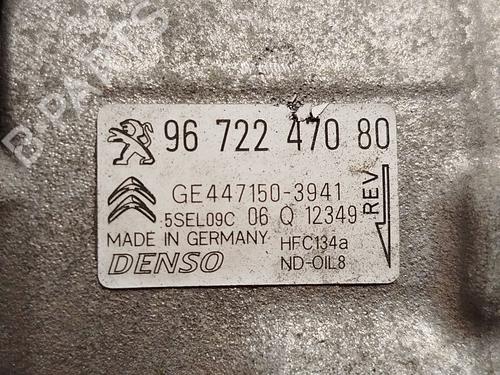 B-PARTS
96 722 470 80
GE447150-3941
5SEL09C 06 Q 12349
MADE IN GERMANY HFC134a
DENSO ND-OIL8
REV